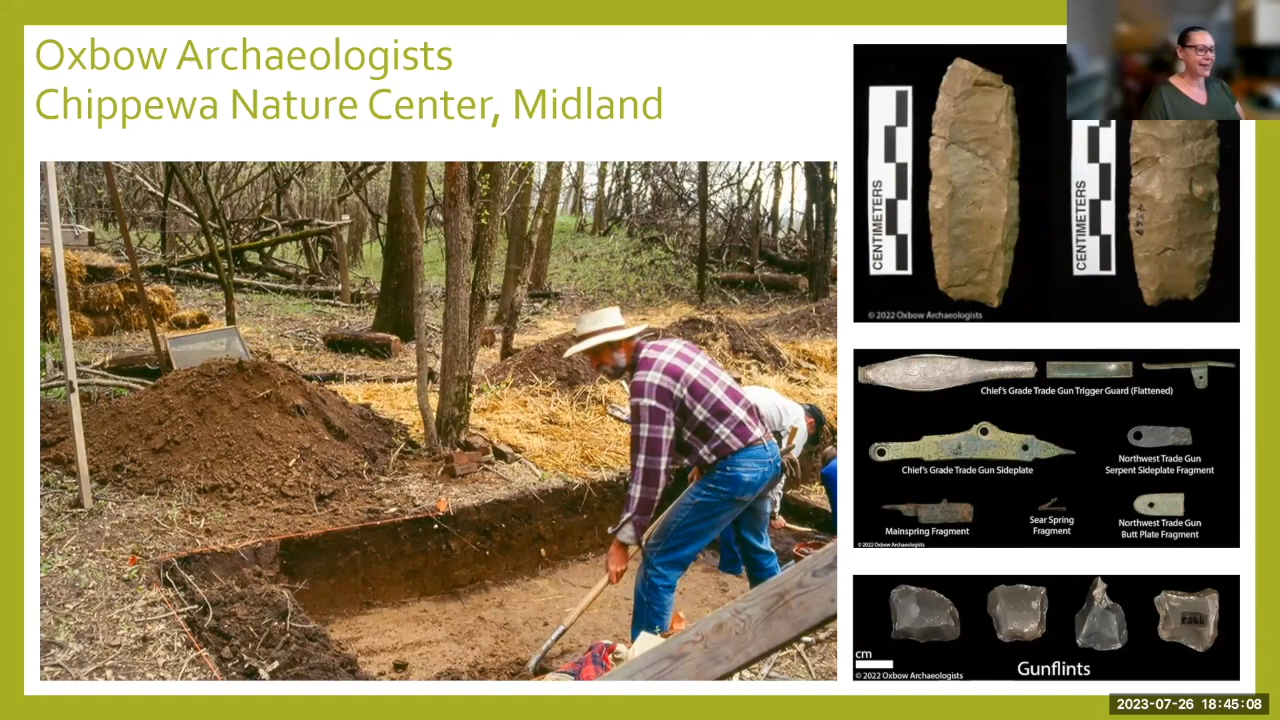 Oxbow Archaeologists
Chippewa Nature Center, Midland
CENTIMETERS
CENTIMETERS
© 2022 Oxbow Archaeologists
Chief's Grade Trade Gun Trigger Guard (Flattened)
Chief's Grade Trade Gun Sideplate
Northwest Trade Gun
Serpent Sideplate Fragment
Mainspring Fragment
Sear Spring
Fragment
Northwest Trade Gun
Butt Plate Fragment
© 2022 Oxbow Archaeologists
cm
Gunflints
© 2022 Oxbow Archaeologists
2023-07-26 18:45:08